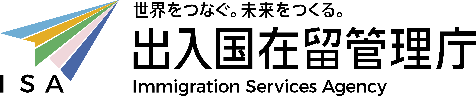 世界をつなぐ。未来をつくる。
出入国在留管理庁
ISA
Immigration Services Agency